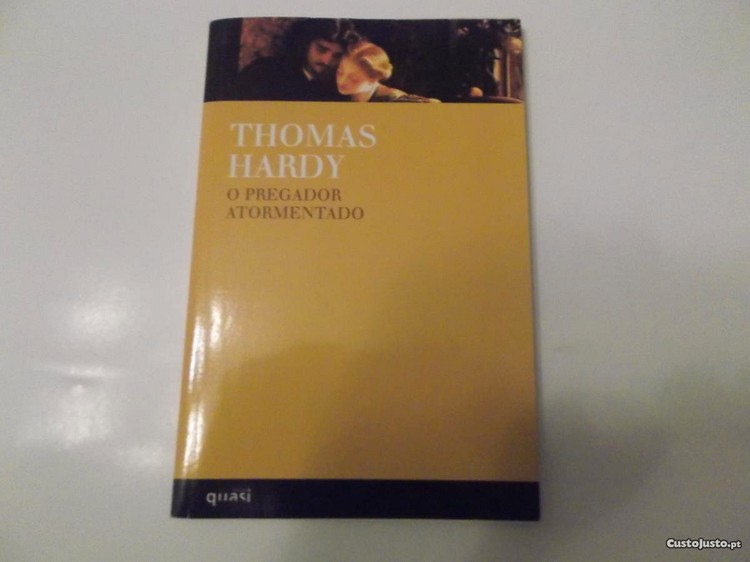 THOMAS
HARDY
O PREGADOR
ATORMENTADO
quasi
CustoJusto.pt